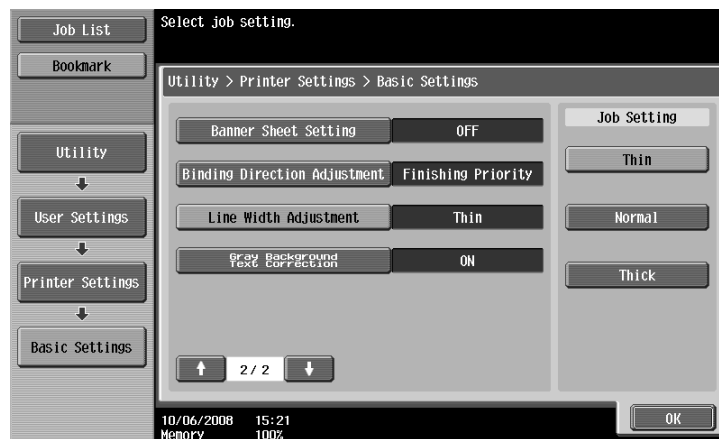 Job List
Select job setting.
Bookmark
Utility > Printer Settings > Basic Settings
Utility
User Settings
Printer Settings
Basic Settings
Banner Sheet Setting OFF
Binding Direction Adjustment Finishing Priority
Line Width Adjustment Thin
Gray Background
Text Correction ON
2/2
Job Setting
Thin
Normal
Thick
10/06/2008 15:21
Memory 100%
OK